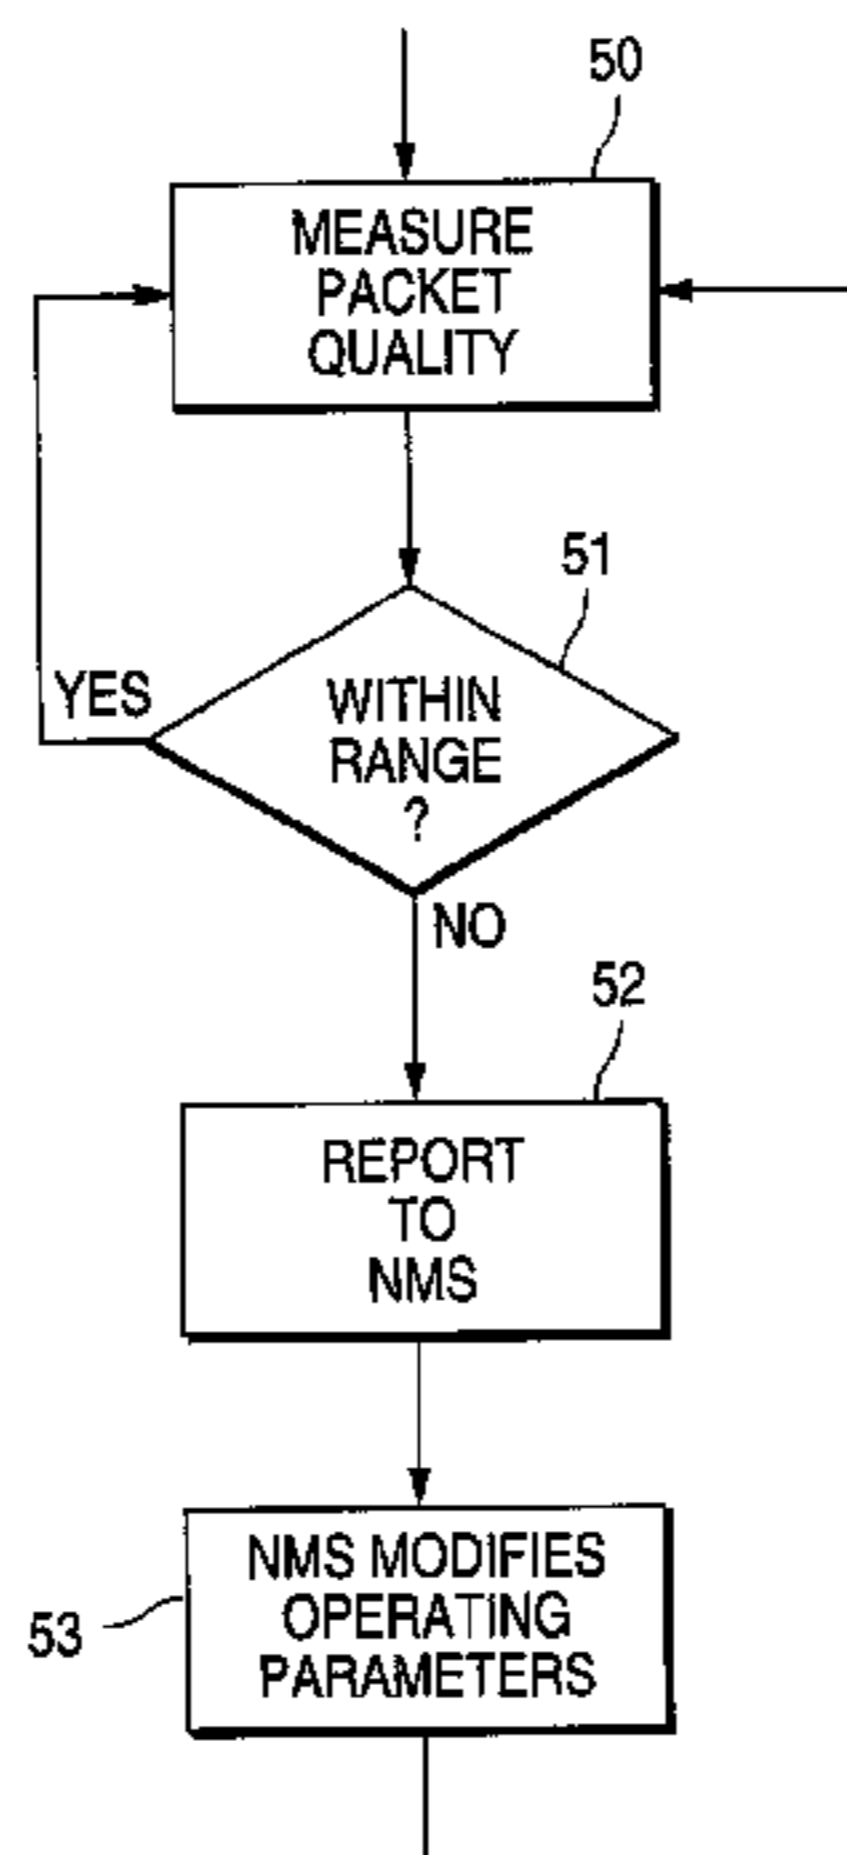 50
MEASURE
PACKET
QUALITY
51
YES
WITHIN
RANGE
?
NO
52
REPORT
TO
NMS
NMS MODIFIES
OPERATING
PARAMETERS
53